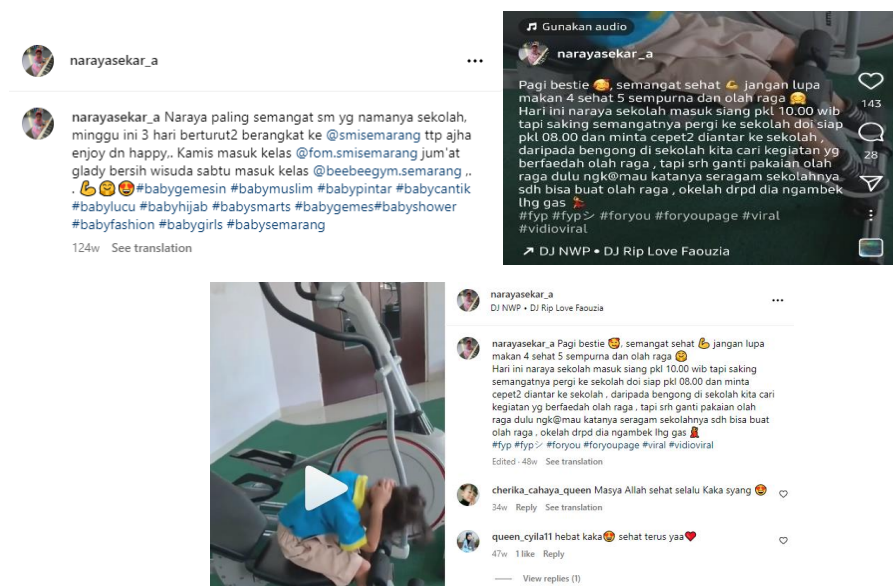 narayasekar_a
narayasekar_a Naraya paling semangat sm yg namanya sekolah,
minggu ini 3 hari berturut2 berangkat ke @smisemarang ttp ajha
enjoy dn happy,. Kamis masuk kelas @fom.smisemarang jum'at
glady bersih wisuda sabtu masuk kelas @beebeegym.semarang ,.
. 💪🤗😍#babygemesin #babymuslim #babypintar #babycantik
#babylucu #babyhijab #babysmarts #babygemes#babyshower
#babyfashion #babygirls #babysemarang
124w See translation
Gunakan audio
narayasekar_a
Pagi bestie 🥰, semangat sehat 💪 jangan lupa
makan 4 sehat 5 sempurna dan olah raga 🤗
Hari ini naraya sekolah masuk siang pkl 10.00 wib
tapi saking semangatnya pergi ke sekolah doi siap
pkl 08.00 dan minta cepet2 diantar ke sekolah ,
daripada bengong di sekolah kita cari kegiatan yg
berfaedah olah raga , tapi srh ganti pakaian olah
raga dulu ngk@mau katanya seragam sekolahnya
sdh bisa buat olah raga , okelah drpd dia ngambek
lhg gas 💃
#fyp #fypシ #foryou #foryoupage #viral
#vidioviral
DJ NWP • DJ Rip Love Faouzia
143
28
narayasekar_a
DJ NWP • DJ Rip Love Faouzia
narayasekar_a Pagi bestie 🥰, semangat sehat 💪 jangan lupa
makan 4 sehat 5 sempurna dan olah raga 🤗
Hari ini naraya sekolah masuk siang pkl 10.00 wib tapi saking
semangatnya pergi ke sekolah doi siap pkl 08.00 dan minta
cepet2 diantar ke sekolah , daripada bengong di sekolah kita cari
kegiatan yg berfaedah olah raga , tapi srh ganti pakaian olah
raga dulu ngk@mau katanya seragam sekolahnya sdh bisa buat
olah raga , okelah drpd dia ngambek lhg gas 💃
#fyp #fypシ #foryou #foryoupage #viral #vidioviral
Edited · 48w See translation
cherika_cahaya_queen Masya Allah sehat selalu Kaka syang 😍
34w Reply See translation
queen_cyila11 hebat kaka😍 sehat terus yaa❤️
47w 1 like Reply
View replies (1)